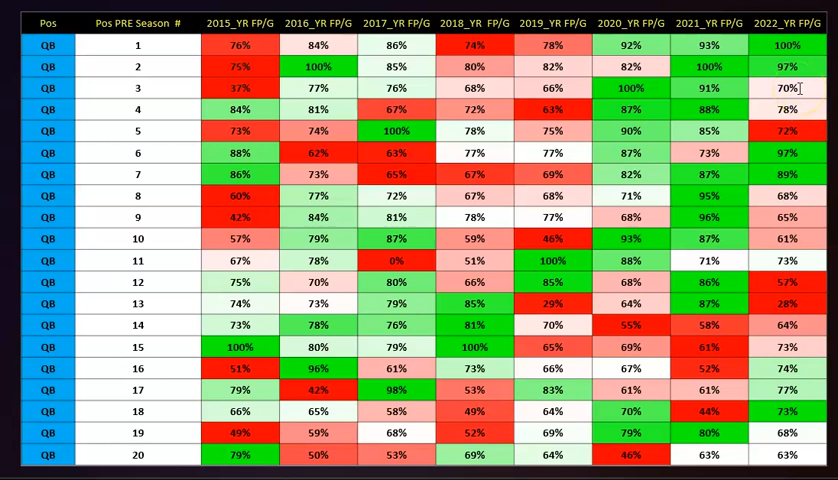 Pos Pos PRE Season # 2015_YR FP/G 2016_YR FP/G 2017_YR FP/G 2018_YR FP/G 2019_YR FP/G 2020_YR FP/G 2021_YR FP/G 2022_YR FP/G
QB 1 76% 84% 86% 74% 78% 92% 93% 100%
QB 2 75% 100% 85% 80% 82% 82% 100% 97%
QB 3 37% 77% 76% 68% 66% 100% 91% 70%
QB 4 84% 81% 67% 72% 63% 87% 88% 78%
QB 5 73% 74% 100% 78% 75% 90% 85% 72%
QB 6 88% 62% 63% 77% 77% 87% 73% 97%
QB 7 86% 73% 65% 67% 69% 82% 87% 89%
QB 8 60% 77% 72% 67% 68% 71% 95% 68%
QB 9 42% 84% 81% 78% 77% 68% 96% 65%
QB 10 57% 79% 87% 59% 46% 93% 87% 61%
QB 11 67% 78% 0% 51% 100% 88% 71% 73%
QB 12 75% 70% 80% 66% 85% 68% 86% 57%
QB 13 74% 73% 79% 85% 29% 64% 87% 28%
QB 14 73% 78% 76% 81% 70% 55% 58% 64%
QB 15 100% 80% 79% 100% 65% 69% 61% 73%
QB 16 51% 96% 61% 73% 66% 67% 52% 74%
QB 17 79% 42% 98% 53% 83% 61% 61% 77%
QB 18 66% 65% 58% 49% 64% 70% 44% 73%
QB 19 49% 59% 68% 52% 69% 79% 80% 68%
QB 20 79% 50% 53% 69% 64% 46% 63% 63%